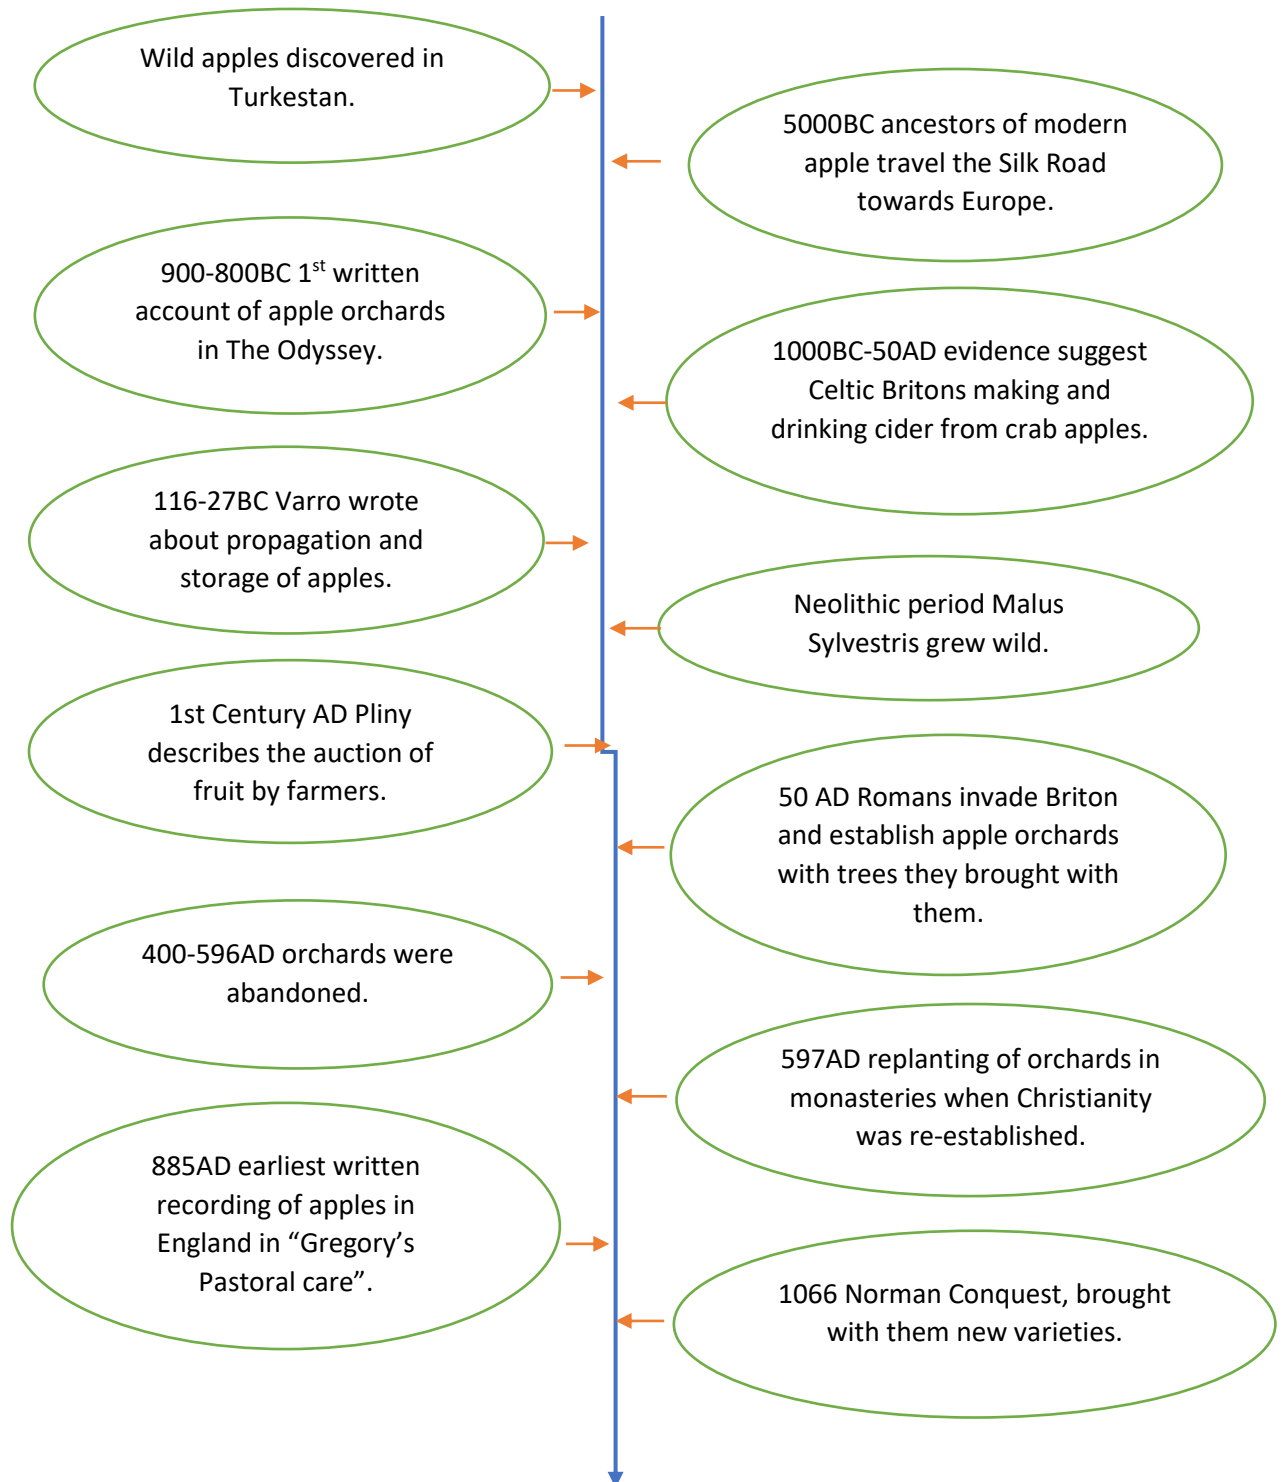 Wild apples discovered in
Turkestan.
5000BC ancestors of modern
apple travel the Silk Road
towards Europe.
900-800BC 1st written
account of apple orchards
in The Odyssey.
1000BC-50AD evidence suggest
Celtic Britons making and
drinking cider from crab apples.
116-27BC Varro wrote
about propagation and
storage of apples.
Neolithic period Malus
Sylvestris grew wild.
1st Century AD Pliny
describes the auction of
fruit by farmers.
50 AD Romans invade Briton
and establish apple orchards
with trees they brought with
them.
400-596AD orchards were
abandoned.
597AD replanting of orchards in
monasteries when Christianity
was re-established.
885AD earliest written
recording of apples in
England in “Gregory’s
Pastoral care”.
1066 Norman Conquest, brought
with them new varieties.